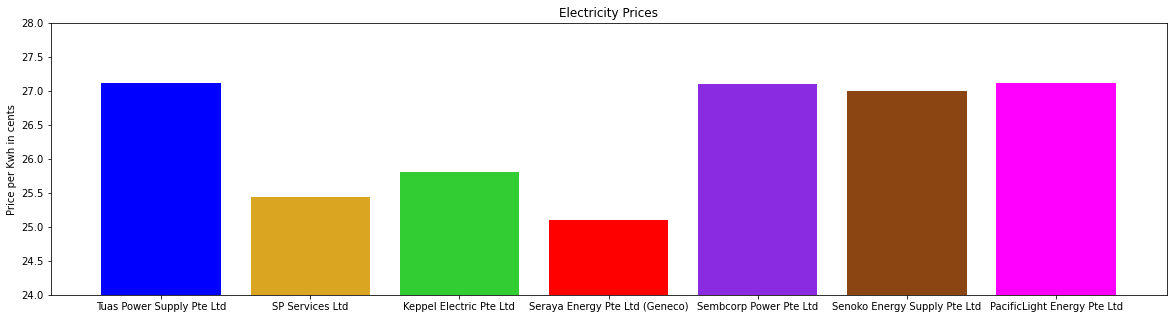 Electricity Prices
Price per Kwh in cents
28.0
27.5
27.0
26.5
26.0
25.5
25.0
24.5
24.0
Tuas Power Supply Pte Ltd
SP Services Ltd
Keppel Electric Pte Ltd
Seraya Energy Pte Ltd (Geneco)
Sembcorp Power Pte Ltd
Senoko Energy Supply Pte Ltd
PacificLight Energy Pte Ltd